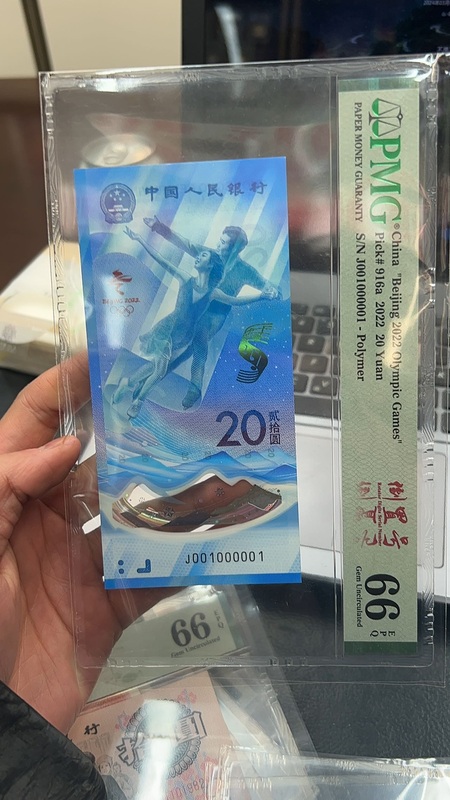 中国人民银行
BEIJING 2022
20
贰拾圆
J001000001
PMG®
PAPER MONEY GUARANTY
China "Beijing 2022 Olympic Games"
Pick# 916a 2022 20 Yuan
S/N J001000001 - Polymer
66
E
P
Q
Gem Uncirculated
66
E
P
Q
Gem Uncirculated
行